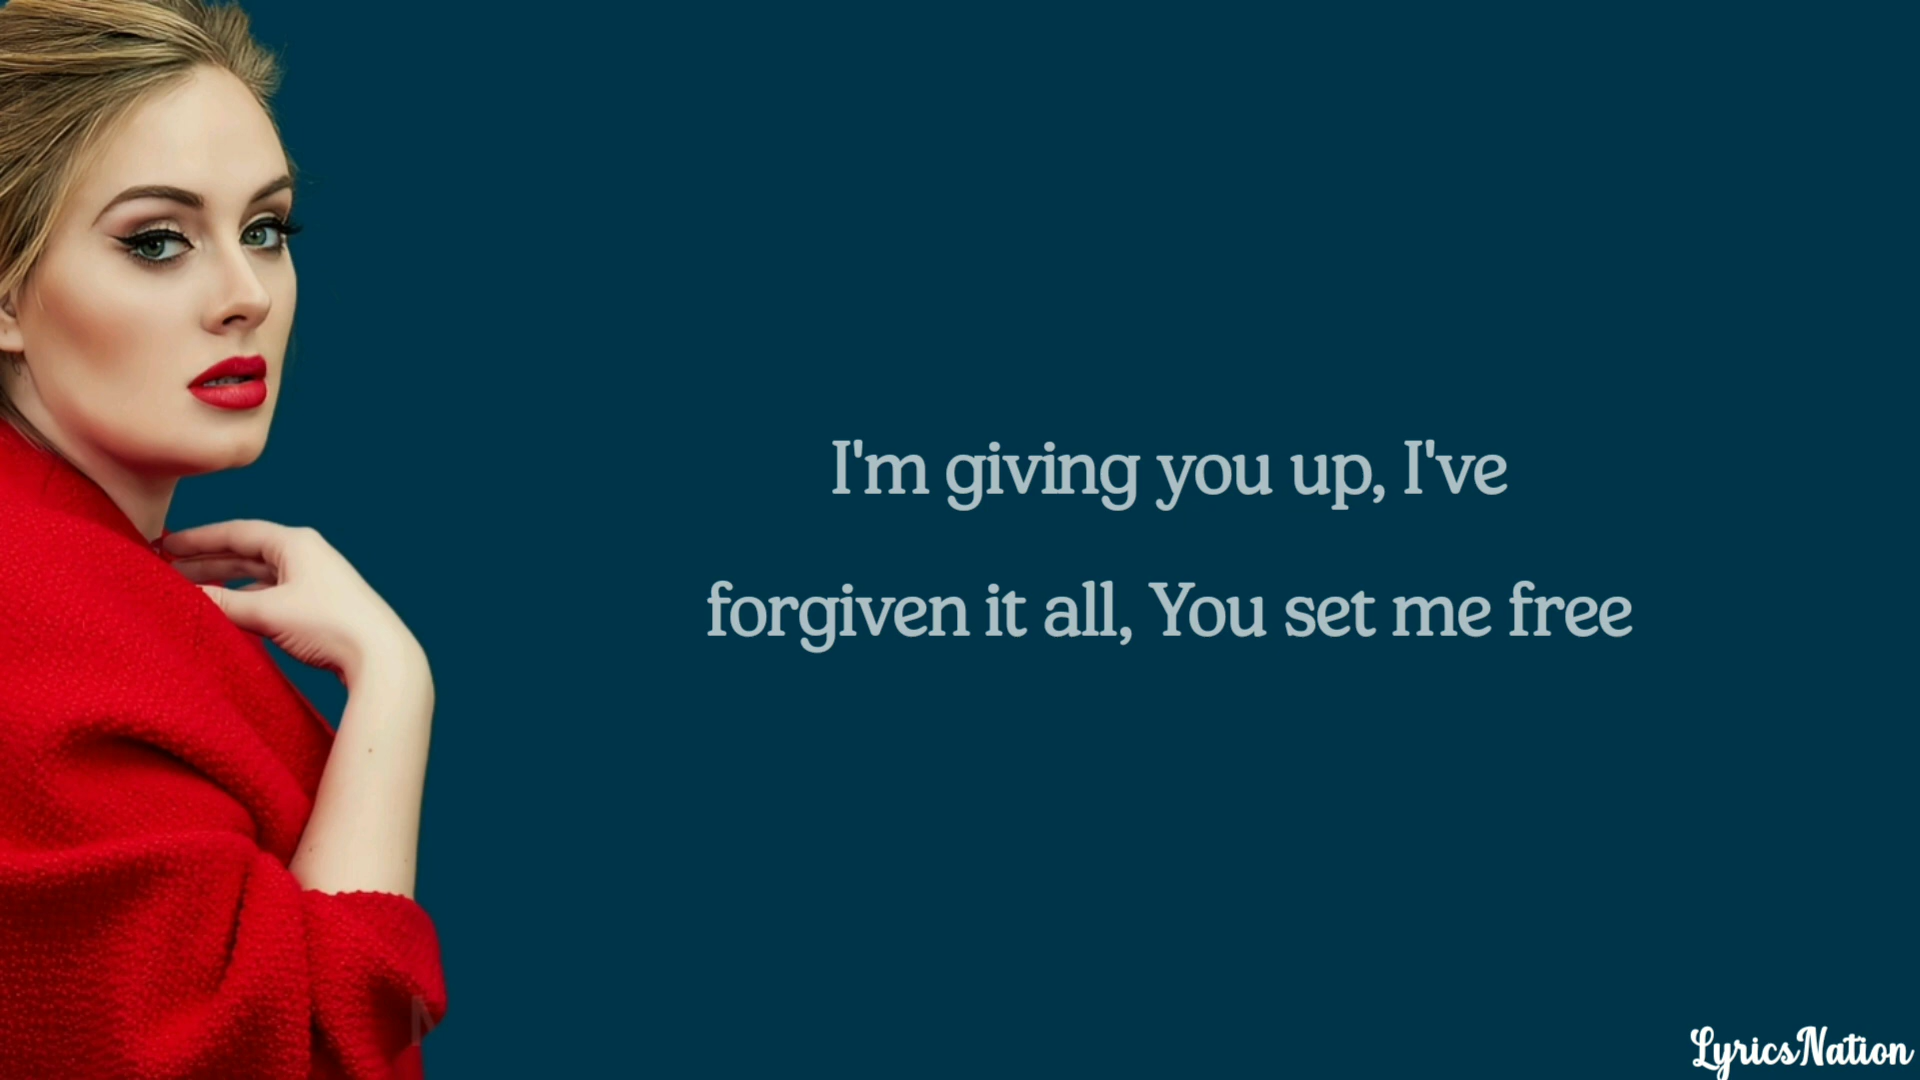 I'm giving you up, I've
forgiven it all, You set me free
LyricsNation